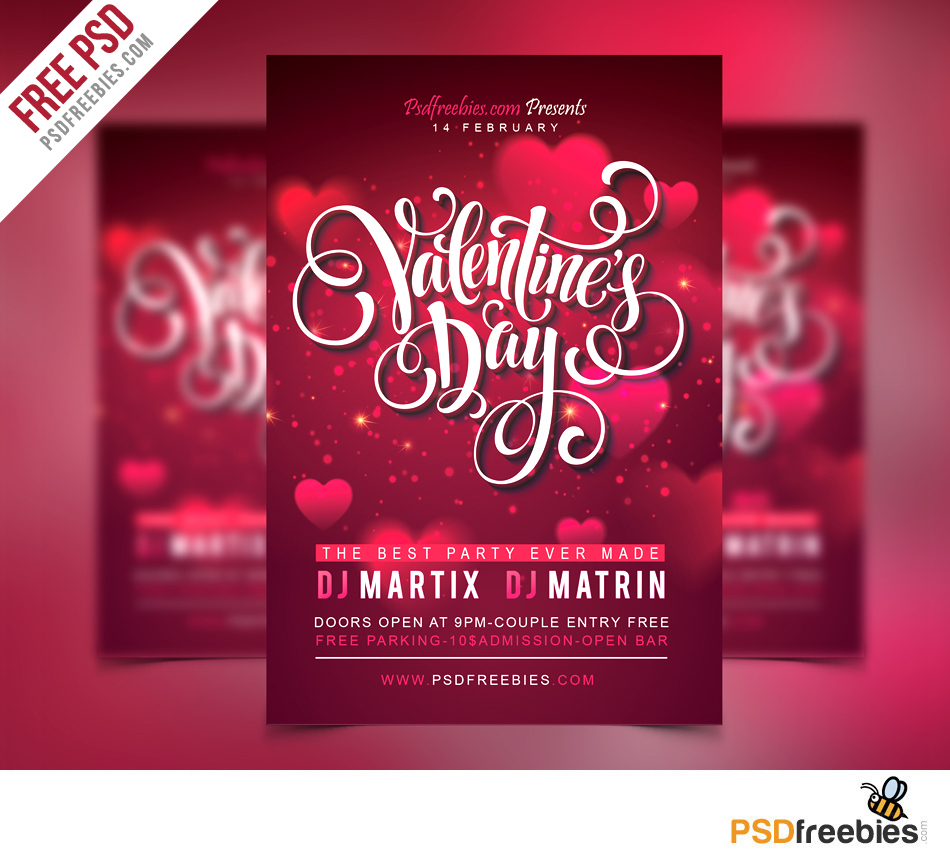 FREE PSD
PSDFREEBIES.COM
Psdfreebies.com Presents
14 FEBRUARY
Valentine's
Day
THE BEST PARTY EVER MADE
DJ MARTIX DJ MATRIN
DOORS OPEN AT 9PM-COUPLE ENTRY FREE
FREE PARKING-10$ADMISSION-OPEN BAR
WWW.PSDFREEBIES.COM
PSDfreebies.com